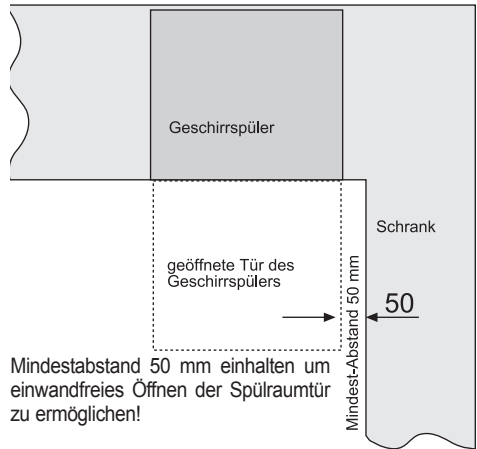 Geschirrspüler
Schrank
geöffnete Tür des
Geschirrspülers
Mindest-Abstand 50 mm
50
Mindestabstand 50 mm einhalten um
einwandfreies Öffnen der Spülraumtür
zu ermöglichen!